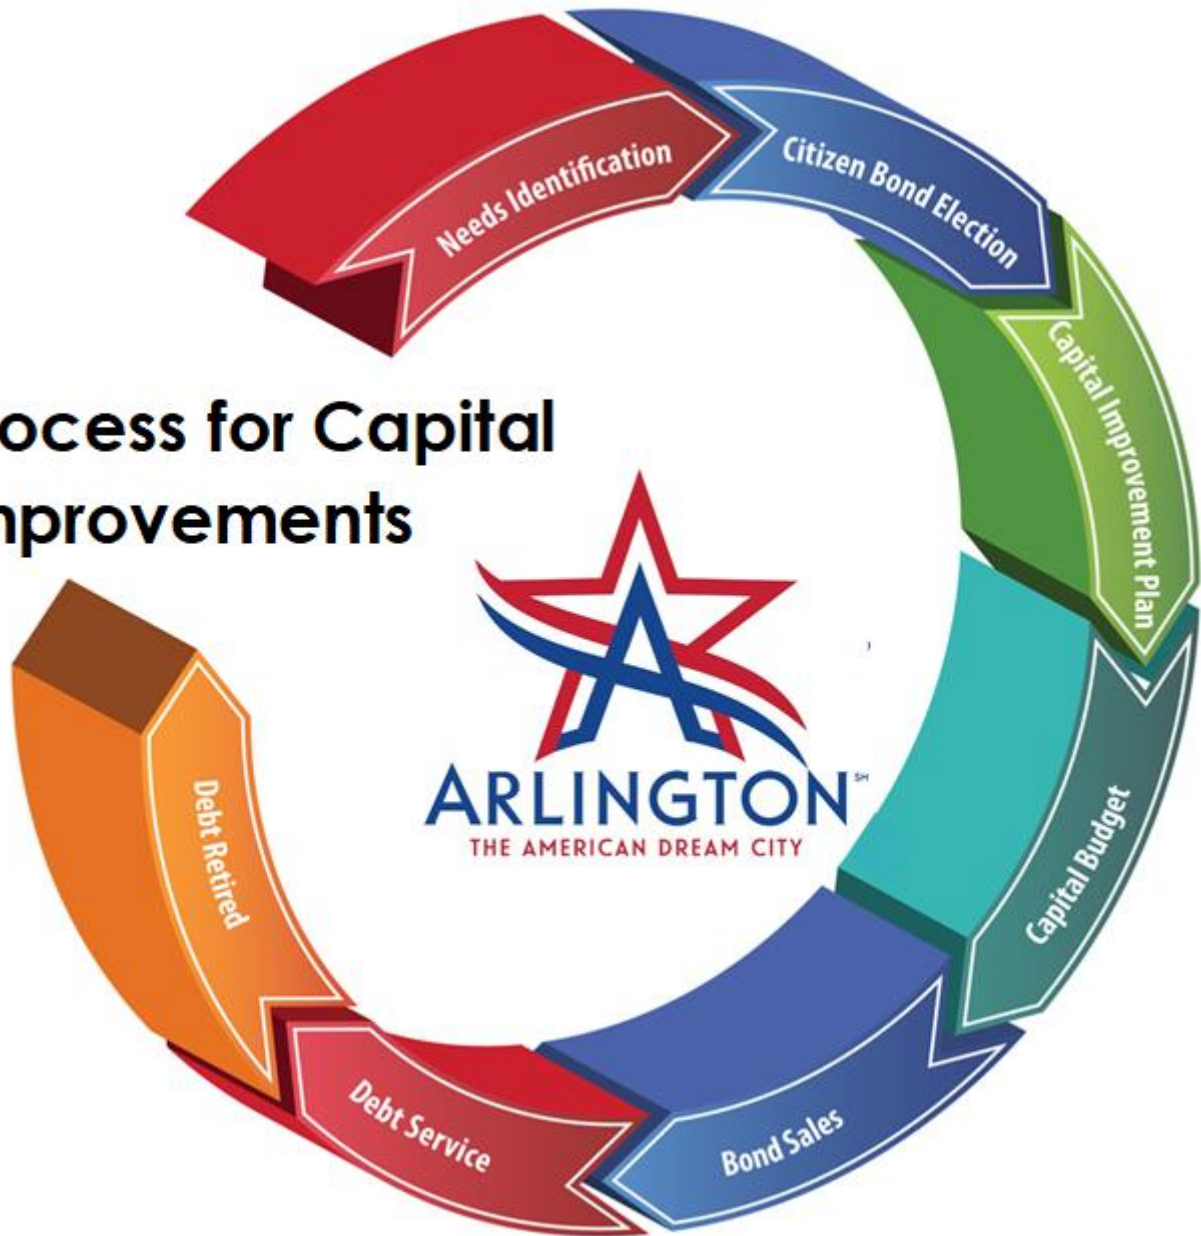 Needs Identification
Citizen Bond Election
Capital Improvement Plan
Capital Budget
Bond Sales
Debt Service
Debt Retired
ocess for Capital
nprovements
ARLINGTON℠
THE AMERICAN DREAM CITY